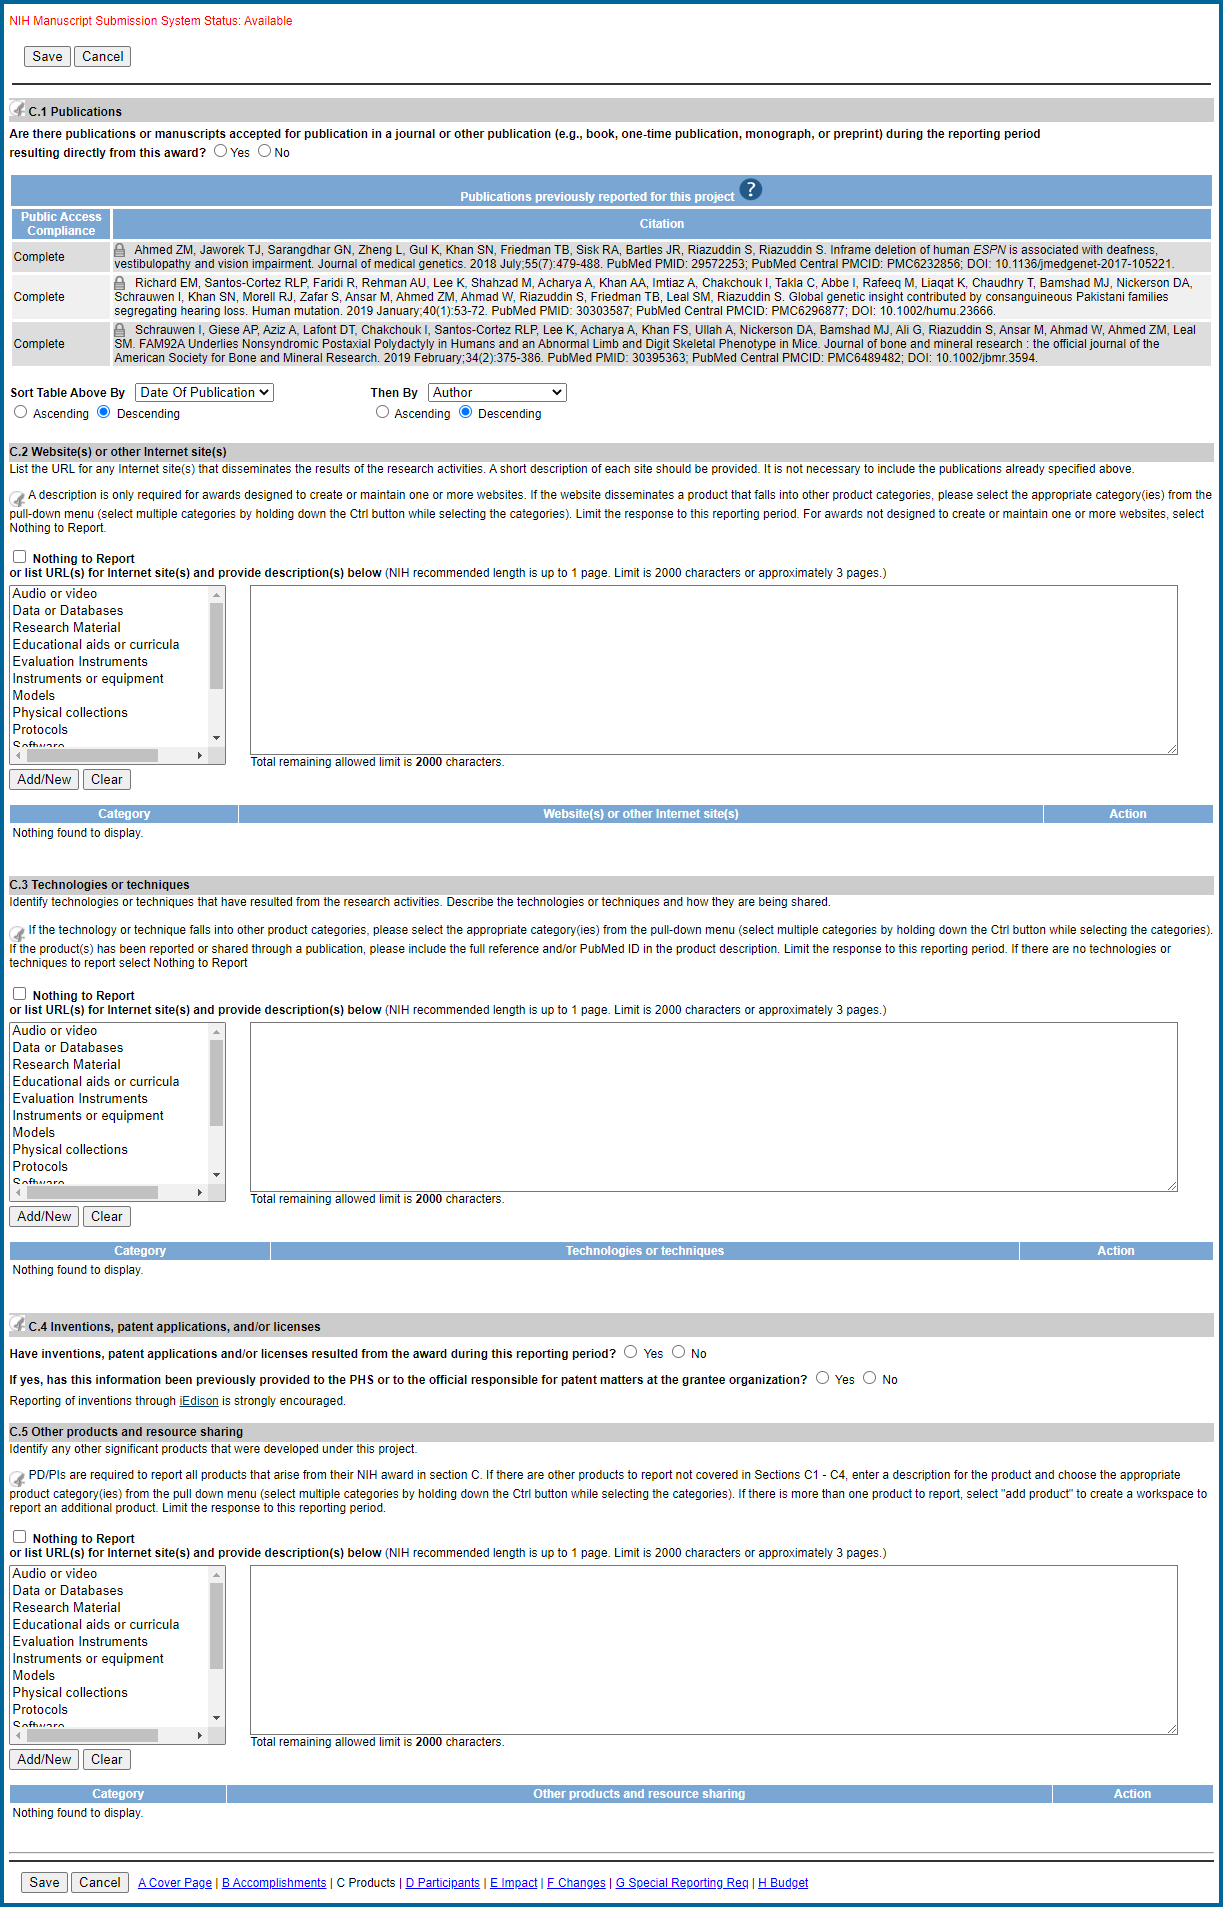 NIH Manuscript Submission System Status: Available
Save Cancel
C.1 Publications
Are there publications or manuscripts accepted for publication in a journal or other publication (e.g., book, one-time publication, monograph, or preprint) during the reporting period
resulting directly from this award? Yes No
Publications previously reported for this project ?
Public Access Compliance Citation
Complete Ahmed ZM, Jaworek TJ, Sarangdhar GN, Zheng L, Gul K, Khan SN, Friedman TB, Sisk RA, Bartles JR, Riazuddin S, Riazuddin S. Inframe deletion of human ESPN is associated with deafness,
vestibulopathy and vision impairment. Journal of medical genetics. 2018 July;55(7):479-488. PubMed PMID: 29572253; PubMed Central PMCID: PMC6232856; DOI: 10.1136/jmedgenet-2017-105221.
Complete Richard EM, Santos-Cortez RLP, Faridi R, Rehman AU, Lee K, Shahzad M, Acharya A, Khan AA, Imtiaz A, Chakchouk I, Takla C, Abbe I, Rafeeq M, Liaqat K, Chaudhry T, Bamshad MJ, Nickerson DA,
Schrauwen I, Khan SN, Morell RJ, Zafar S, Ansar M, Ahmed ZM, Ahmad W, Riazuddin S, Friedman TB, Leal SM, Riazuddin S. Global genetic insight contributed by consanguineous Pakistani families
segregating hearing loss. Human mutation. 2019 January;40(1):53-72. PubMed PMID: 30303587; PubMed Central PMCID: PMC6296877; DOI: 10.1002/humu.23666.
Complete Schrauwen I, Giese AP, Aziz A, Lafont DT, Chakchouk I, Santos-Cortez RLP, Lee K, Acharya A, Khan FS, Ullah A, Nickerson DA, Bamshad MJ, Ali G, Riazuddin S, Ansar M, Ahmad W, Ahmed ZM, Leal
SM. FAM92A Underlies Nonsyndromic Postaxial Polydactyly in Humans and an Abnormal Limb and Digit Skeletal Phenotype in Mice. Journal of bone and mineral research : the official journal of the
American Society for Bone and Mineral Research. 2019 February;34(2):375-386. PubMed PMID: 30395363; PubMed Central PMCID: PMC6489482; DOI: 10.1002/jbmr.3594.
Sort Table Above By Date Of Publication Then By Author
Ascending Descending Ascending Descending
C.2 Website(s) or other Internet site(s)
List the URL for any Internet site(s) that disseminates the results of the research activities. A short description of each site should be provided. It is not necessary to include the publications already specified above.
A description is only required for awards designed to create or maintain one or more websites. If the website disseminates a product that falls into other product categories, please select the appropriate category(ies) from the
pull-down menu (select multiple categories by holding down the Ctrl button while selecting the categories). Limit the response to this reporting period. For awards not designed to create or maintain one or more websites, select
Nothing to Report.
Nothing to Report
or list URL(s) for Internet site(s) and provide description(s) below (NIH recommended length is up to 1 page. Limit is 2000 characters or approximately 3 pages.)
Audio or video
Data or Databases
Research Material
Educational aids or curricula
Evaluation Instruments
Instruments or equipment
Models
Physical collections
Protocols
Software
Total remaining allowed limit is 2000 characters.
Add/New Clear
Category Website(s) or other Internet site(s) Action
Nothing found to display.
C.3 Technologies or techniques
Identify technologies or techniques that have resulted from the research activities. Describe the technologies or techniques and how they are being shared.
If the technology or technique falls into other product categories, please select the appropriate category(ies) from the pull-down menu (select multiple categories by holding down the Ctrl button while selecting the categories).
If the product(s) has been reported or shared through a publication, please include the full reference and/or PubMed ID in the product description. Limit the response to this reporting period. If there are no technologies or
techniques to report select Nothing to Report
Nothing to Report
or list URL(s) for Internet site(s) and provide description(s) below (NIH recommended length is up to 1 page. Limit is 2000 characters or approximately 3 pages.)
Audio or video
Data or Databases
Research Material
Educational aids or curricula
Evaluation Instruments
Instruments or equipment
Models
Physical collections
Protocols
Software
Total remaining allowed limit is 2000 characters.
Add/New Clear
Category Technologies or techniques Action
Nothing found to display.
C.4 Inventions, patent applications, and/or licenses
Have inventions, patent applications and/or licenses resulted from the award during this reporting period? Yes No
If yes, has this information been previously provided to the PHS or to the official responsible for patent matters at the grantee organization? Yes No
Reporting of inventions through iEdison is strongly encouraged.
C.5 Other products and resource sharing
Identify any other significant products that were developed under this project.
PD/PIs are required to report all products that arise from their NIH award in section C. If there are other products to report not covered in Sections C1 - C4, enter a description for the product and choose the appropriate
product category(ies) from the pull down menu (select multiple categories by holding down the Ctrl button while selecting the categories). If there is more than one product to report, select "add product" to create a workspace to
report an additional product. Limit the response to this reporting period.
Nothing to Report
or list URL(s) for Internet site(s) and provide description(s) below (NIH recommended length is up to 1 page. Limit is 2000 characters or approximately 3 pages.)
Audio or video
Data or Databases
Research Material
Educational aids or curricula
Evaluation Instruments
Instruments or equipment
Models
Physical collections
Protocols
Software
Total remaining allowed limit is 2000 characters.
Add/New Clear
Category Other products and resource sharing Action
Nothing found to display.
Save Cancel A Cover Page | B Accomplishments | C Products | D Participants | E Impact | F Changes | G Special Reporting Req | H Budget